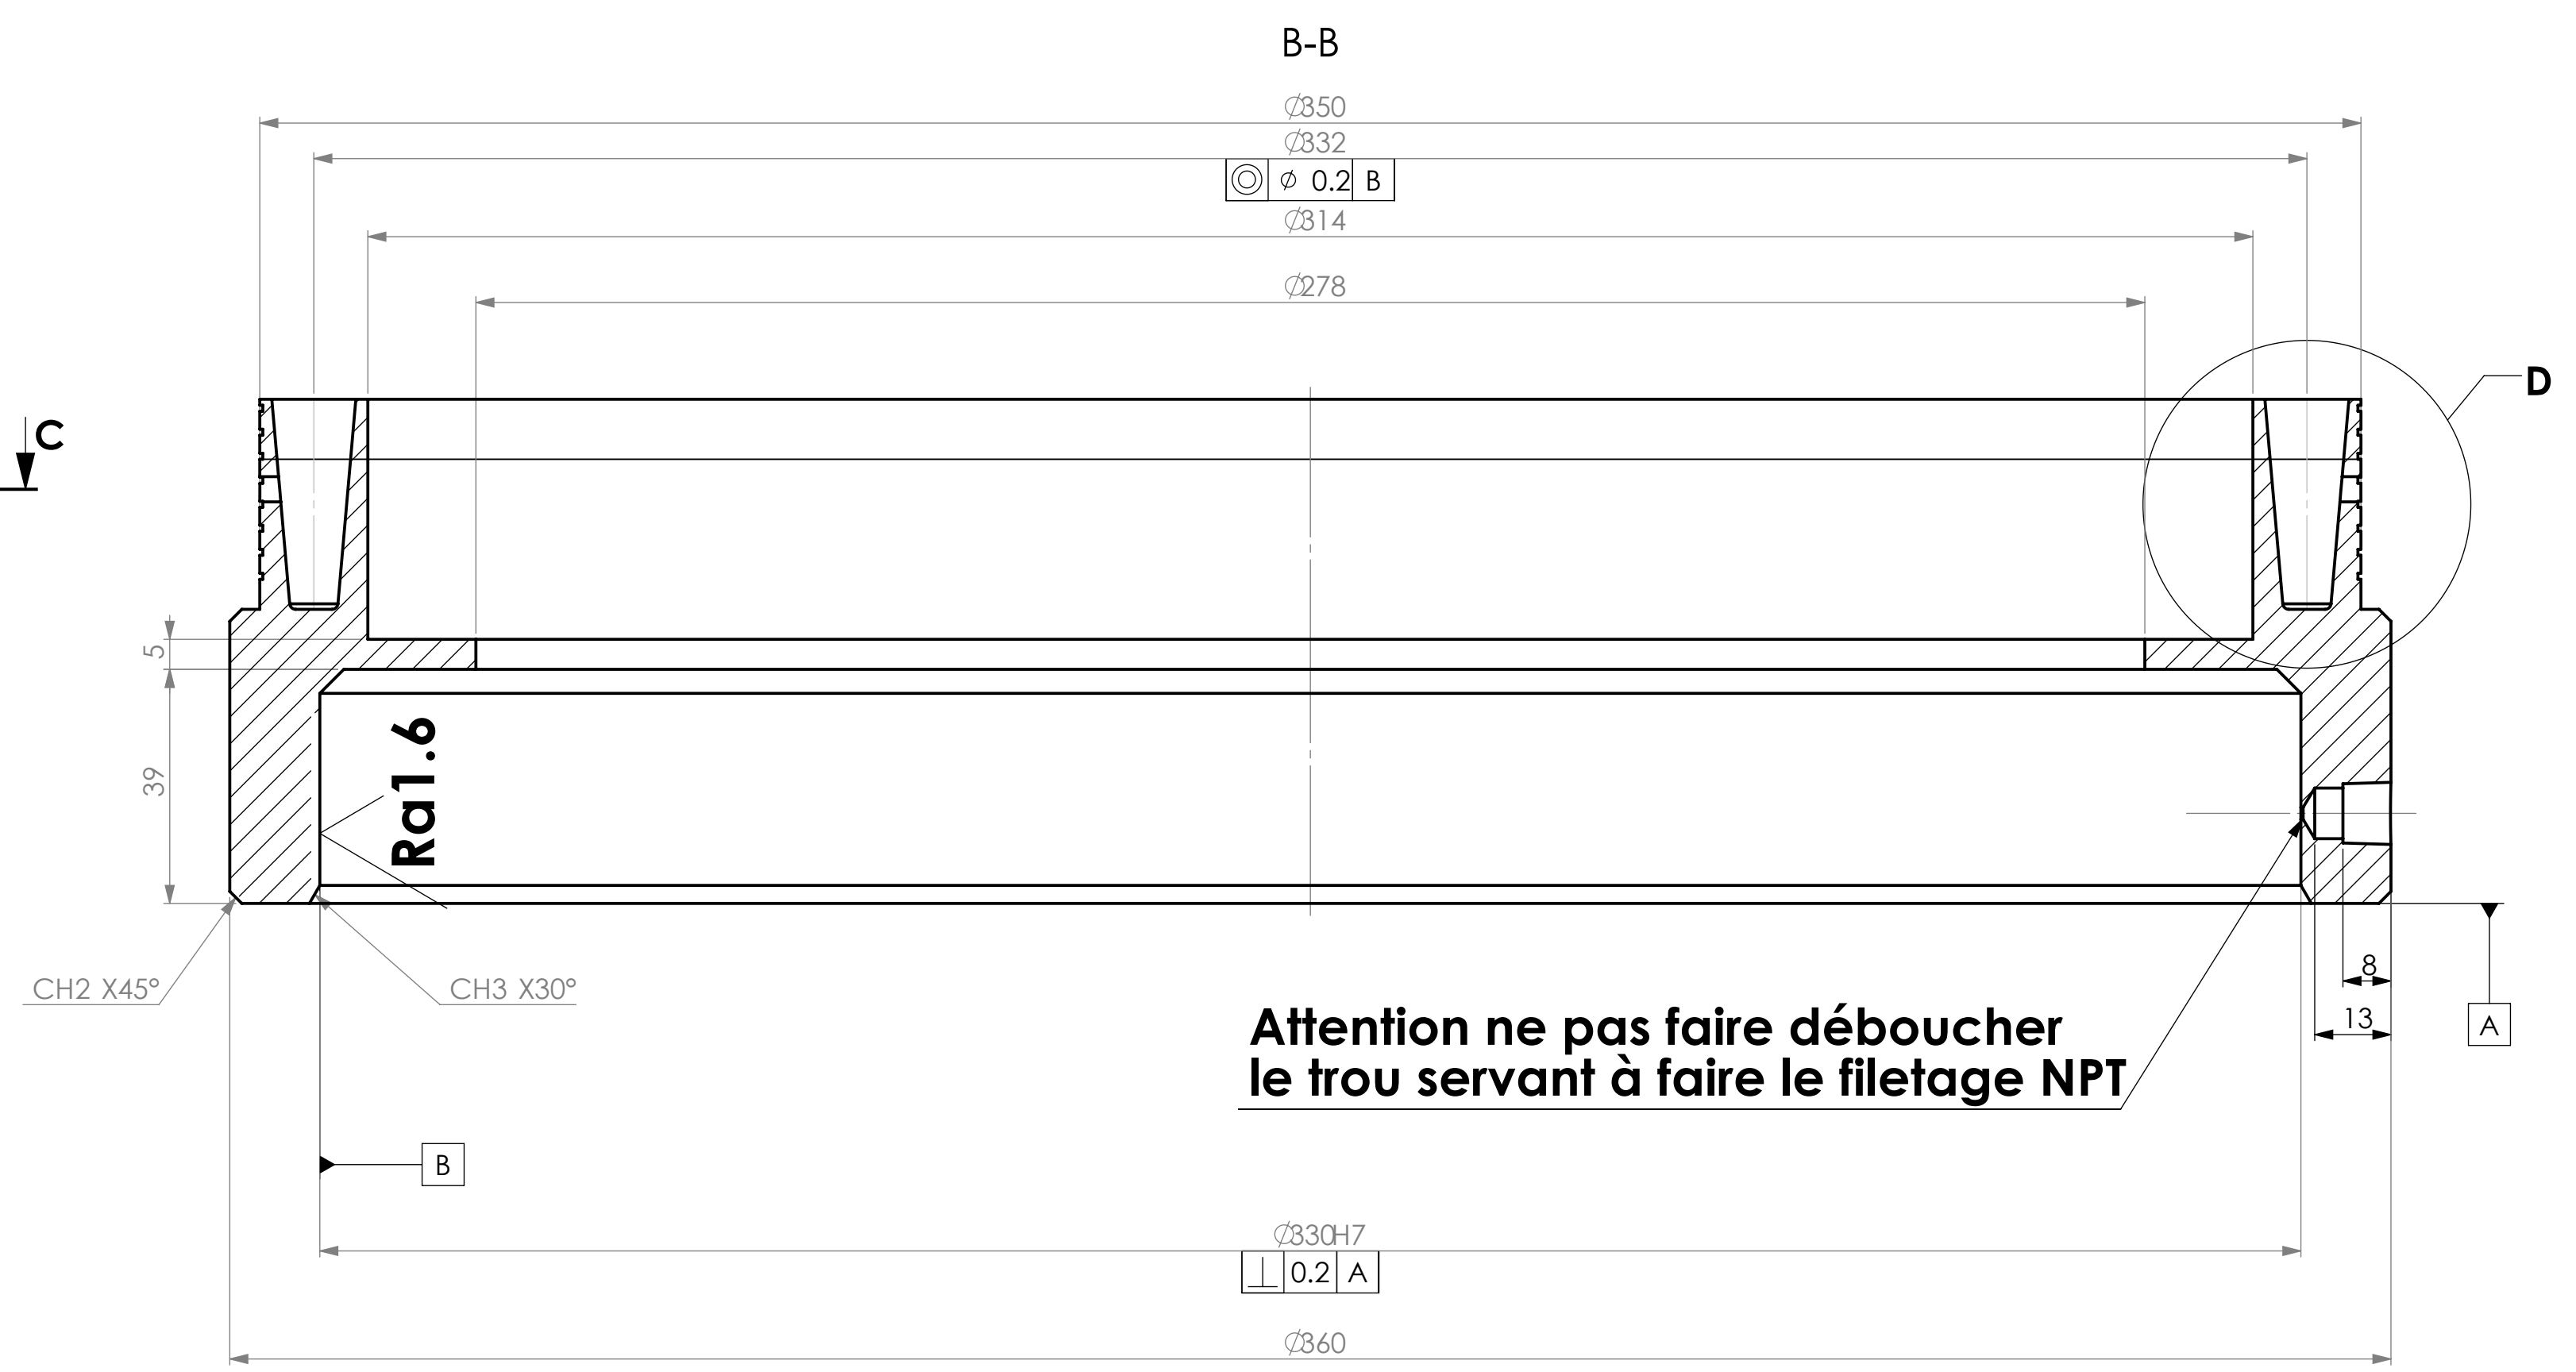 B-B
Ø350
Ø332
◎ ⌀ 0.2 B
Ø314
Ø278
D
C
5
39
Ra1.6
CH2 X45°
CH3 X30°
8
13
A
Attention ne pas faire déboucher
le trou servant à faire le filetage NPT
B
Ø330H7
⊥ 0.2 A
Ø360